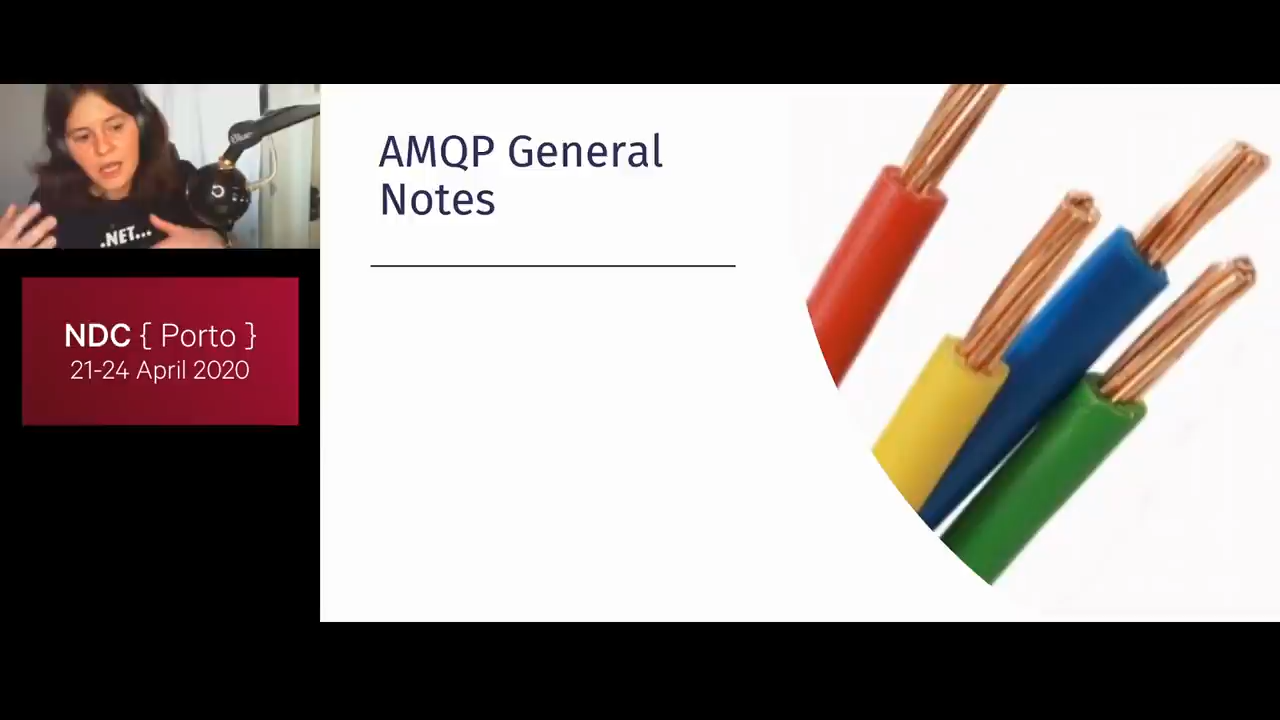 .NET...
NDC { Porto }
21-24 April 2020
AMQP General
Notes